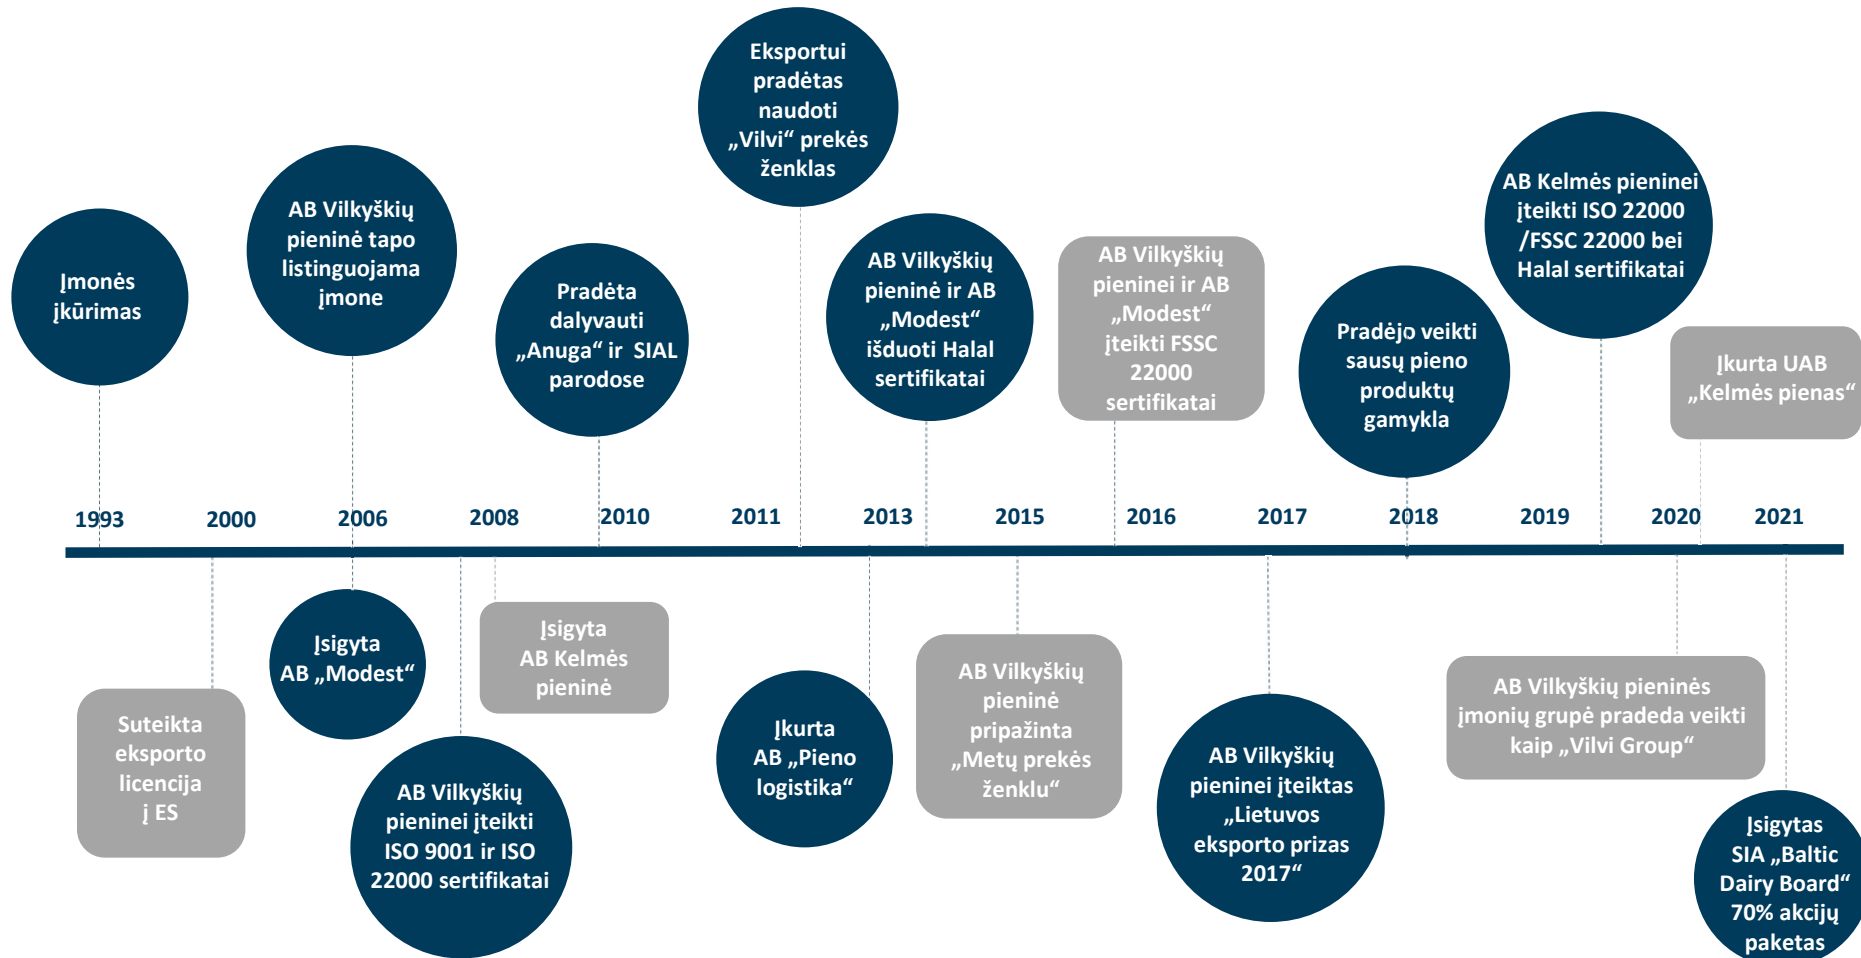 Eksportui
pradėtas
naudoti
„Vilvi“ prekės
ženklas
AB Kelmės pieninei
įteikti ISO 22000
/FSSC 22000 bei
Halal sertifikatai
AB Vilkyškių
pieninė tapo
listinguojama
įmone
Įmonės
įkūrimas
Pradėta
dalyvauti
„Anuga“ ir SIAL
parodose
AB Vilkyškių
pieninė ir AB
„Modest“
išduoti Halal
sertifikatai
AB Vilkyškių
pieninei ir AB
„Modest“
įteikti FSSC
22000
sertifikatai
Pradėjo veikti
sausų pieno
produktų
gamykla
Įkurta UAB
„Kelmės pienas“
1993 2000 2006 2008 2010 2011 2013 2015 2016 2017 2018 2019 2020 2021
Suteikta
eksporto
licencija
į ES
Įsigyta
AB „Modest“
AB Vilkyškių
pieninei įteikti
ISO 9001 ir ISO
22000 sertifikatai
Įsigyta
AB Kelmės
pieninė
Įkurta
AB „Pieno
logistika“
AB Vilkyškių
pieninė
pripažinta
„Metų prekės
ženklu“
AB Vilkyškių
pieninei įteiktas
„Lietuvos
eksporto prizas
2017“
AB Vilkyškių pieninės
įmonių grupė pradeda veikti
kaip „Vilvi Group“
Įsigytas
SIA „Baltic
Dairy Board“
70% akcijų
paketas